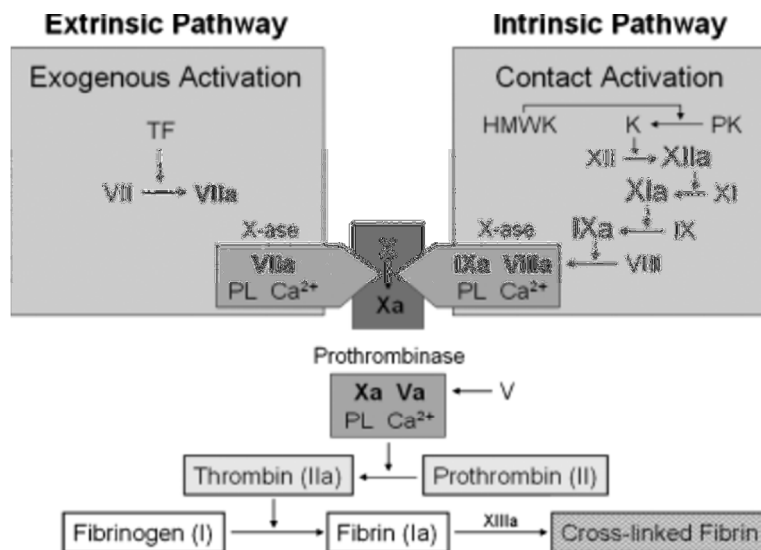 Extrinsic Pathway
Intrinsic Pathway
Exogenous Activation
TF
VII
VIIa
X-ase
VIIa
PL Ca²⁺
Contact Activation
HMWK
K
PK
XII
XIIa
XIa
XI
IXa
IX
X-ase
IXa VIIIa
VIII
PL Ca²⁺
X
Xa
Prothrombinase
Xa Va
V
PL Ca²⁺
Thrombin (IIa)
Prothrombin (II)
Fibrinogen (I)
Fibrin (Ia)
XIIIa
Cross-linked Fibrin